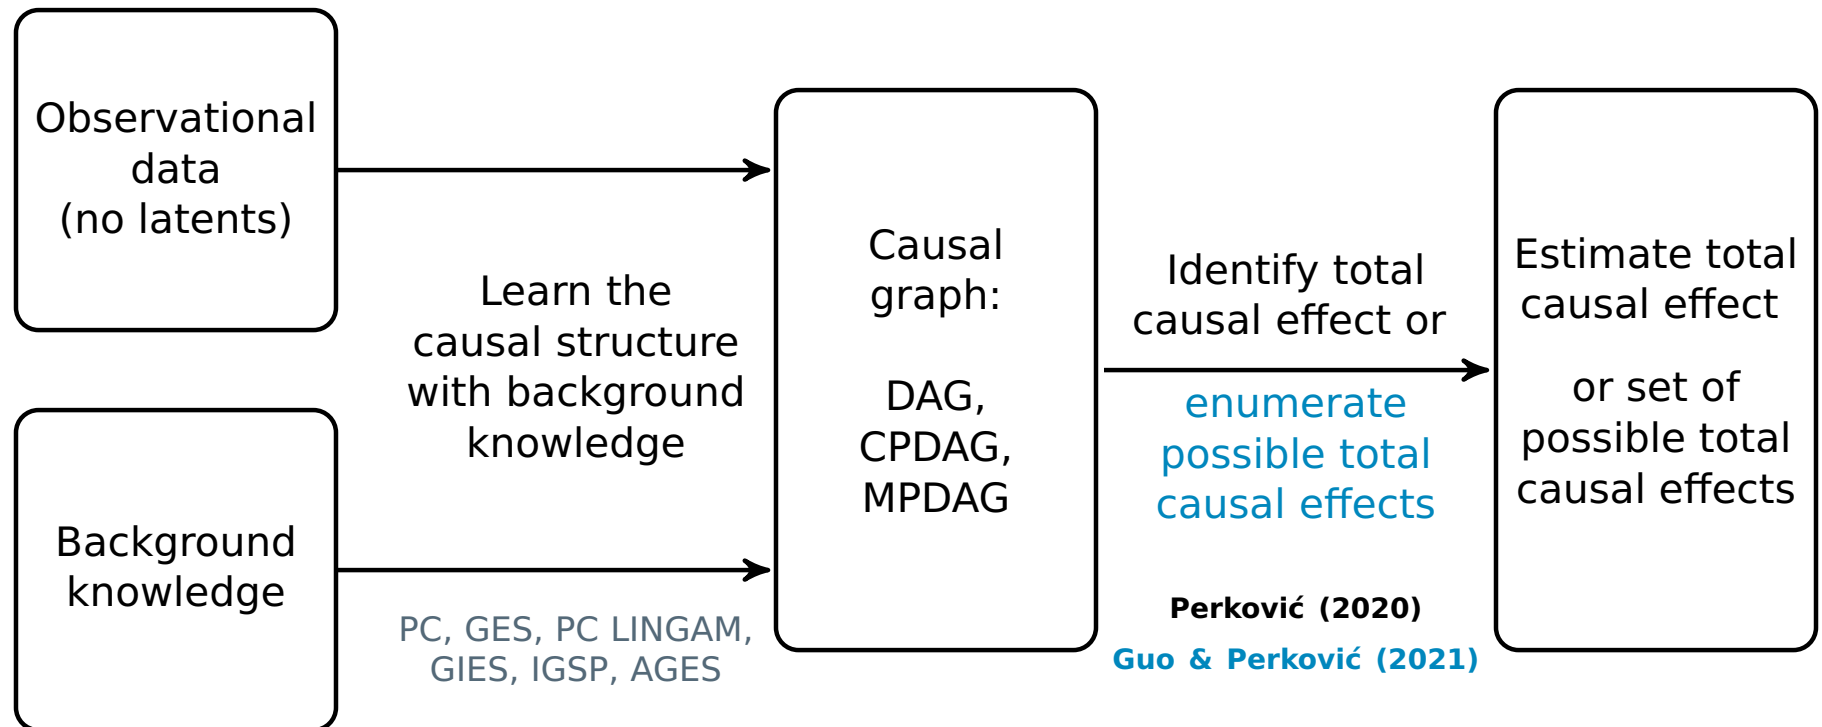 Observational
data
(no latents)
Background
knowledge
Learn the
causal structure
with background
knowledge
PC, GES, PC LINGAM,
GIES, IGSP, AGES
Causal
graph:
DAG,
CPDAG,
MPDAG
Identify total
causal effect or
enumerate
possible total
causal effects
Perković (2020)
Guo & Perković (2021)
Estimate total
causal effect
or set of
possible total
causal effects